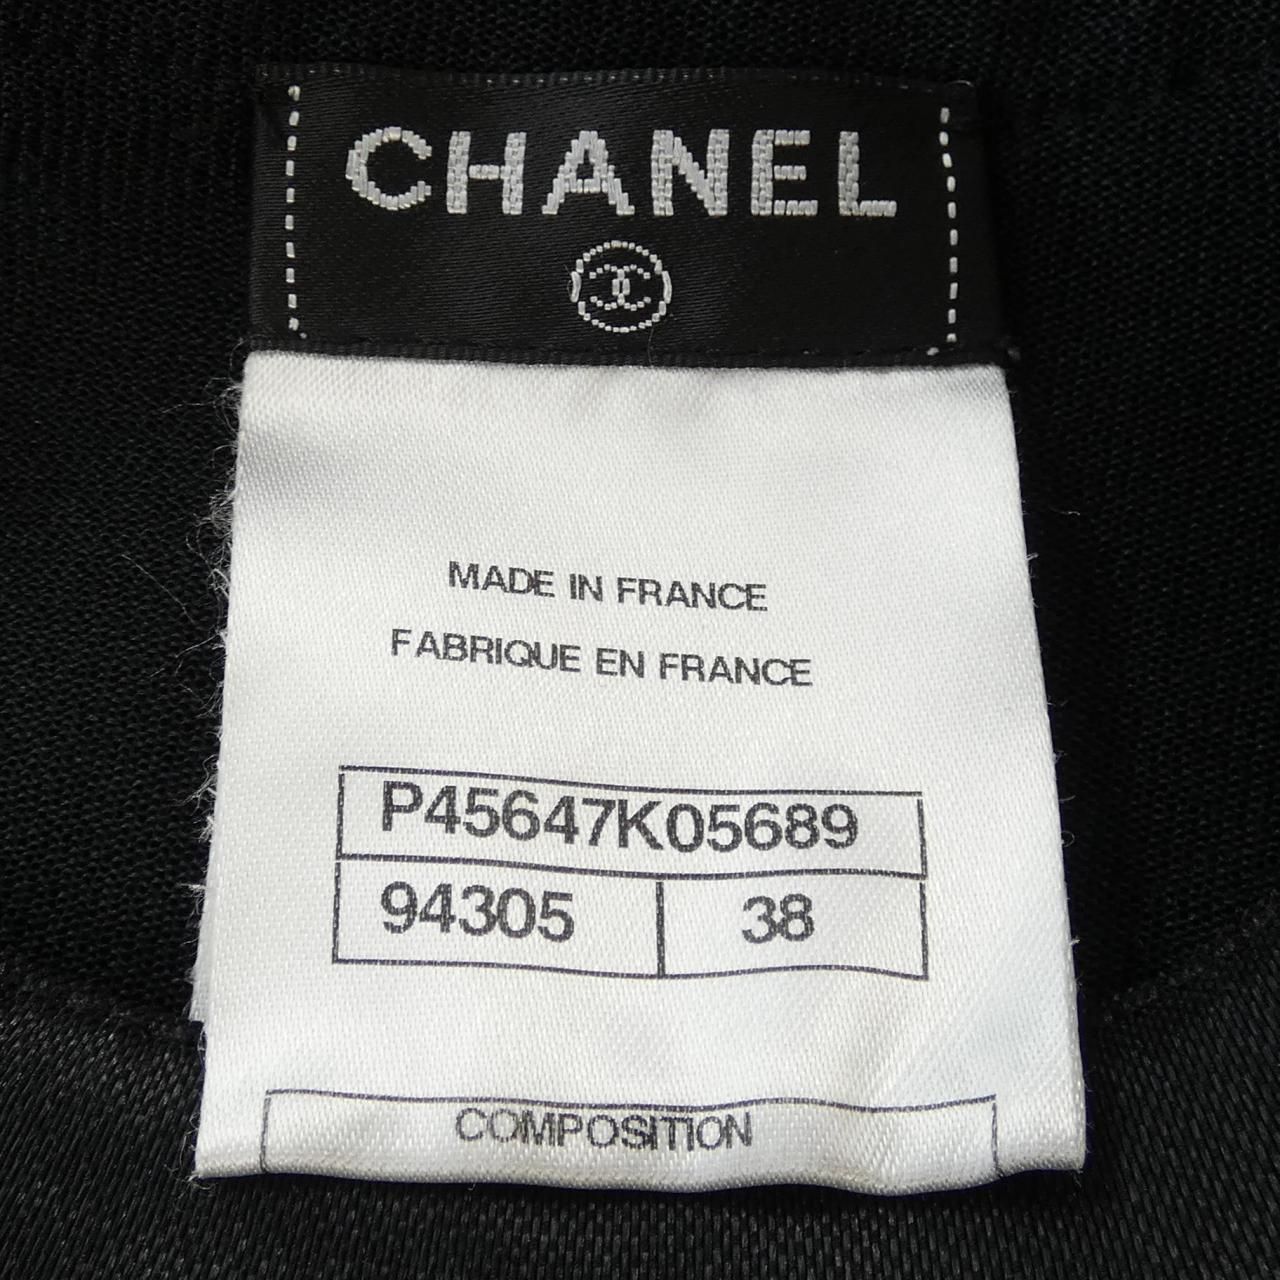 CHANEL
MADE IN FRANCE
FABRIQUE EN FRANCE
P45647K05689
94305 38
COMPOSITION